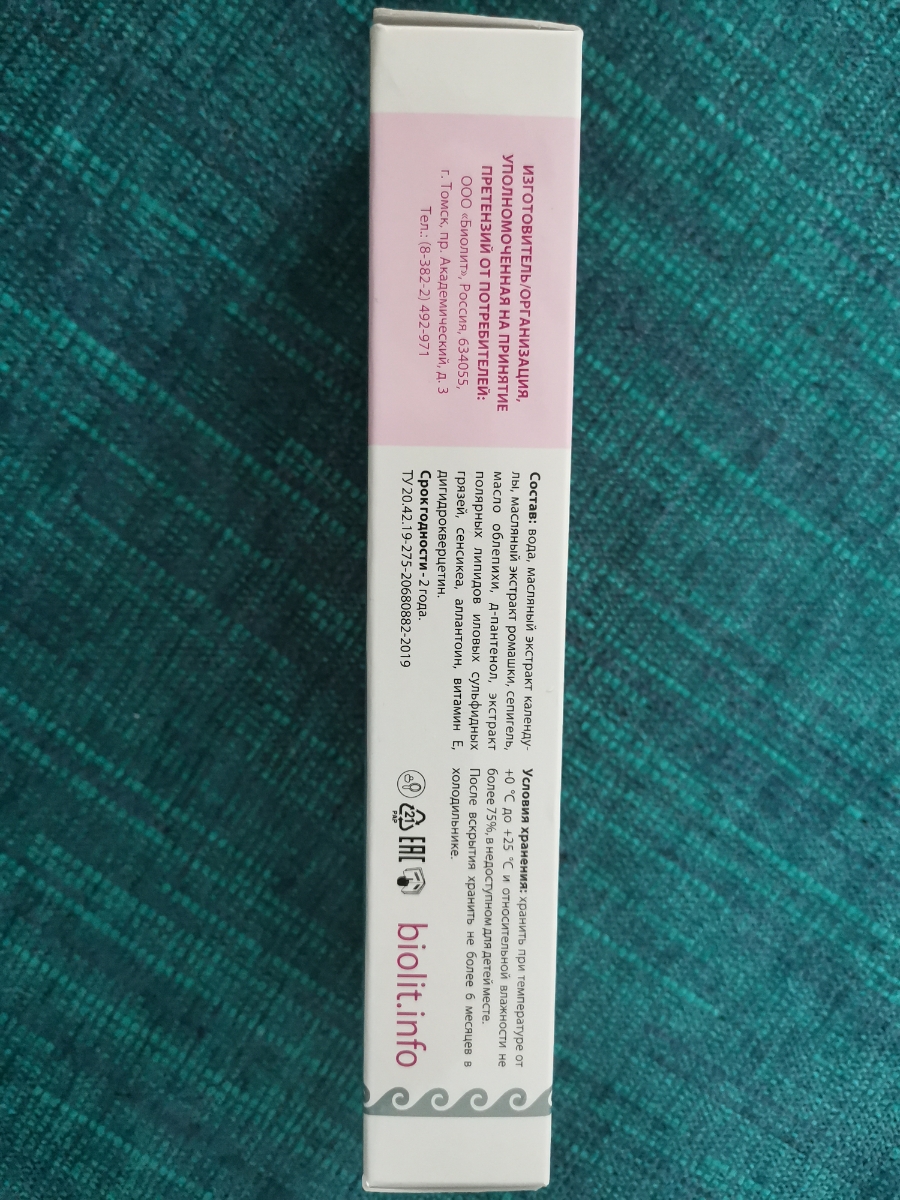 ИЗГОТОВИТЕЛЬ/ОРГАНИЗАЦИЯ,
УПОЛНОМОЧЕННАЯ НА ПРИНЯТИЕ
ПРЕТЕНЗИЙ ОТ ПОТРЕБИТЕЛЕЙ:
ООО «Биолит», Россия, 634055,
г. Томск, пр. Академический, д. 3
Тел.: (8-382-2) 492-971
Состав: вода, масляный экстракт календу-
лы, масляный экстракт ромашки, сепигель,
масло облепихи, д-пантенол, экстракт
полярных липидов иловых сульфидных
грязей, сенсикеа, аллантоин, витамин Е,
дигидрокверцетин.
Срок годности - 2 года.
ТУ 20.42.19-275-20680882-2019
Условия хранения: хранить при температуре от
+0 °С до +25 °С и относительной влажности не
более 75%, в недоступном для детей месте.
После вскрытия хранить не более 6 месяцев в
холодильнике.
21
PAP
EAC
biolit.info